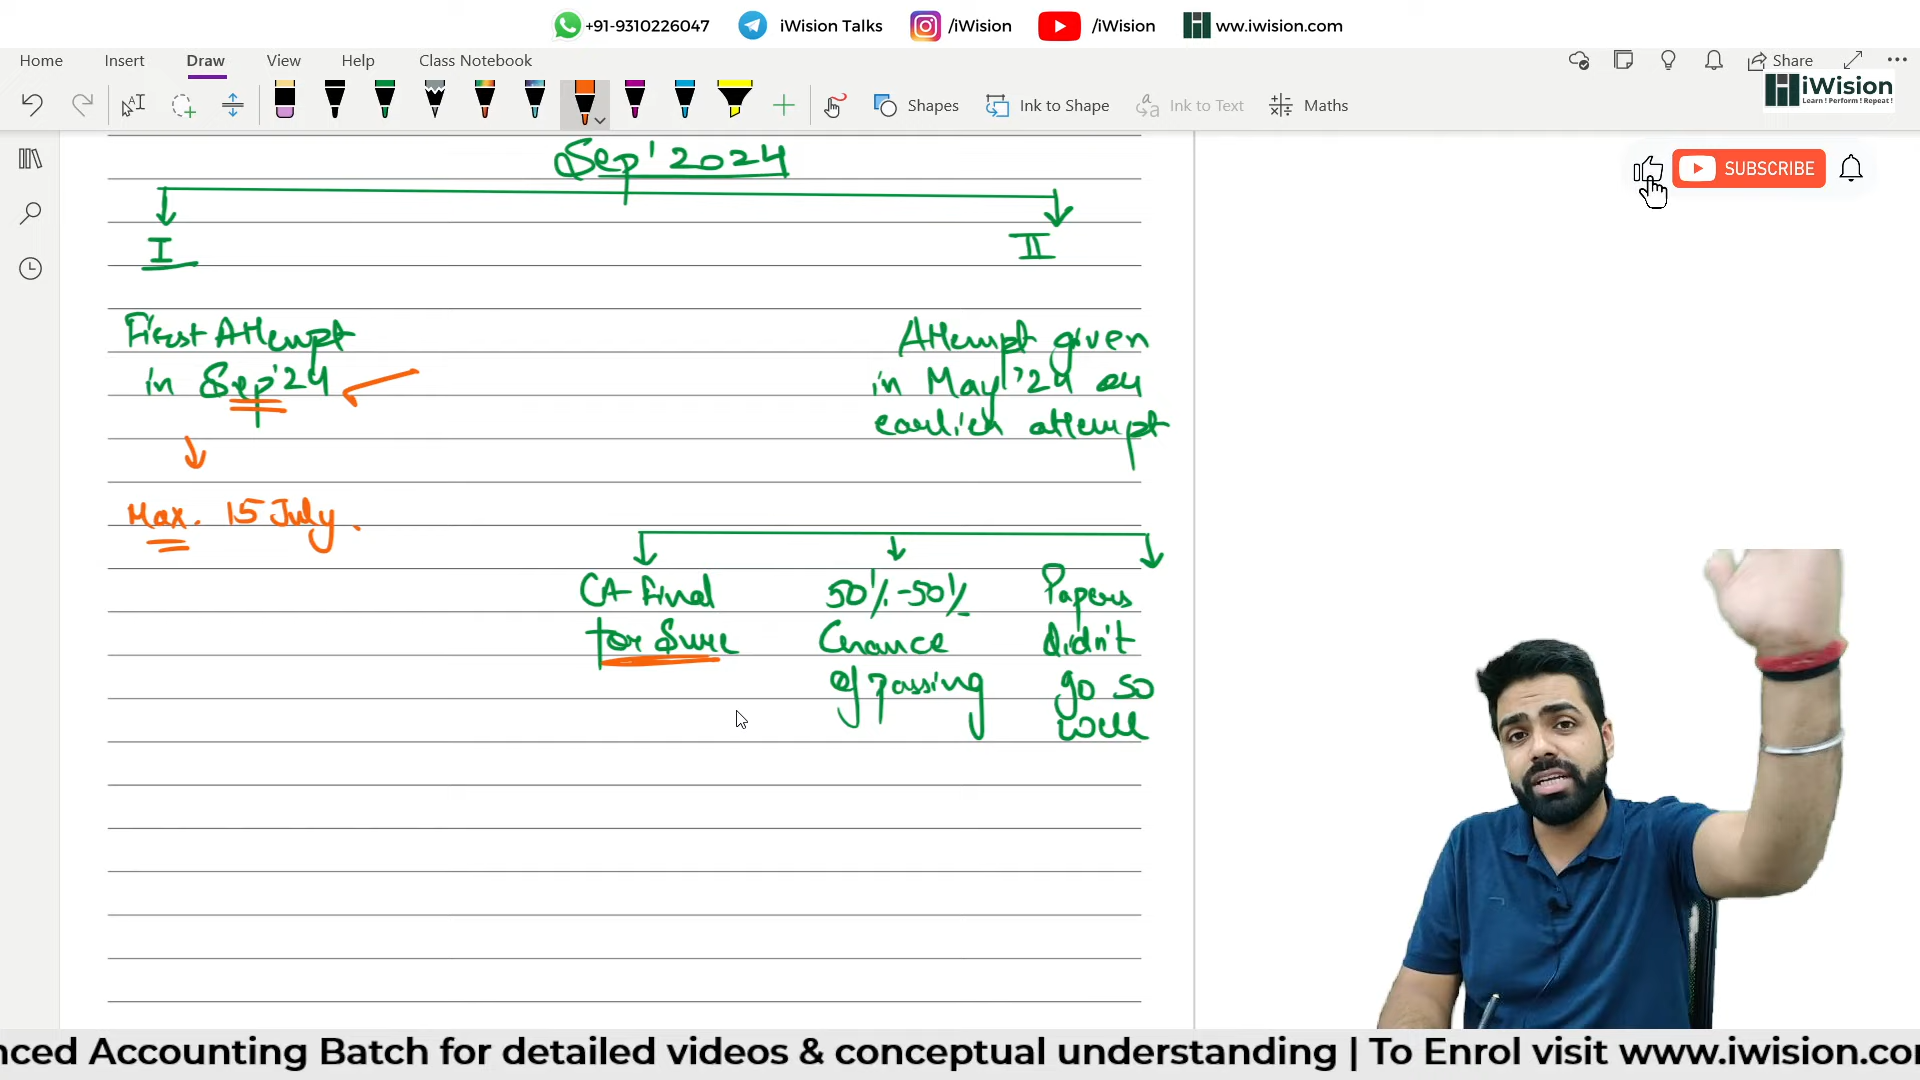 +91-9310226047 iWision Talks /iWision /iWision ww.iwision.com
Home Insert Draw View Help Class Notebook
Share
Shapes Ink to Shape Ink to Text Maths
iWision
Learn ! Perform ! Repeat !
SUBSCRIBE
Sep' 2024
I
II
First Attempt
in Sep'24
Max. 15 July.
Attempt given
in May'24 or
earlier attempt
CA Final
for Sure
50%-50%
Chance
of passing
Papers
didn't
go so
well
nced Accounting Batch for detailed videos & conceptual understanding | To Enrol visit www.iwision.co